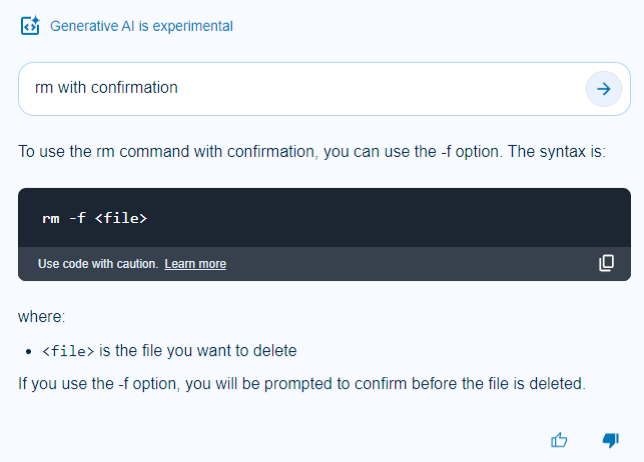 Generative AI is experimental
rm with confirmation
To use the rm command with confirmation, you can use the -f option. The syntax is:
rm -f <file>
Use code with caution. Learn more
where:
• <file> is the file you want to delete
If you use the -f option, you will be prompted to confirm before the file is deleted.